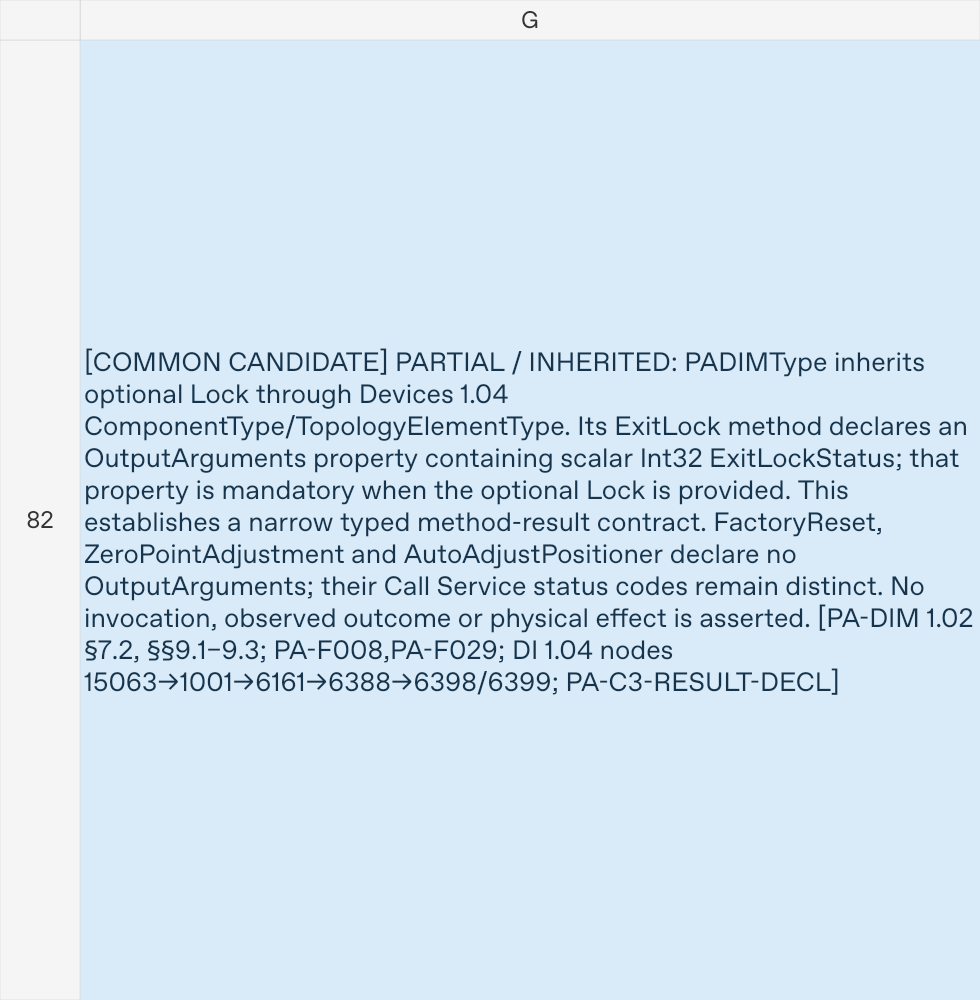 G
82
[COMMON CANDIDATE] PARTIAL / INHERITED: PADIMType inherits
optional Lock through Devices 1.04
ComponentType/TopologyElementType. Its ExitLock method declares an
OutputArguments property containing scalar Int32 ExitLockStatus; that
property is mandatory when the optional Lock is provided. This
establishes a narrow typed method-result contract. FactoryReset,
ZeroPointAdjustment and AutoAdjustPositioner declare no
OutputArguments; their Call Service status codes remain distinct. No
invocation, observed outcome or physical effect is asserted. [PA-DIM 1.02
§7.2, §§9.1–9.3; PA-F008,PA-F029; DI 1.04 nodes
15063→1001→6161→6388→6398/6399; PA-C3-RESULT-DECL]